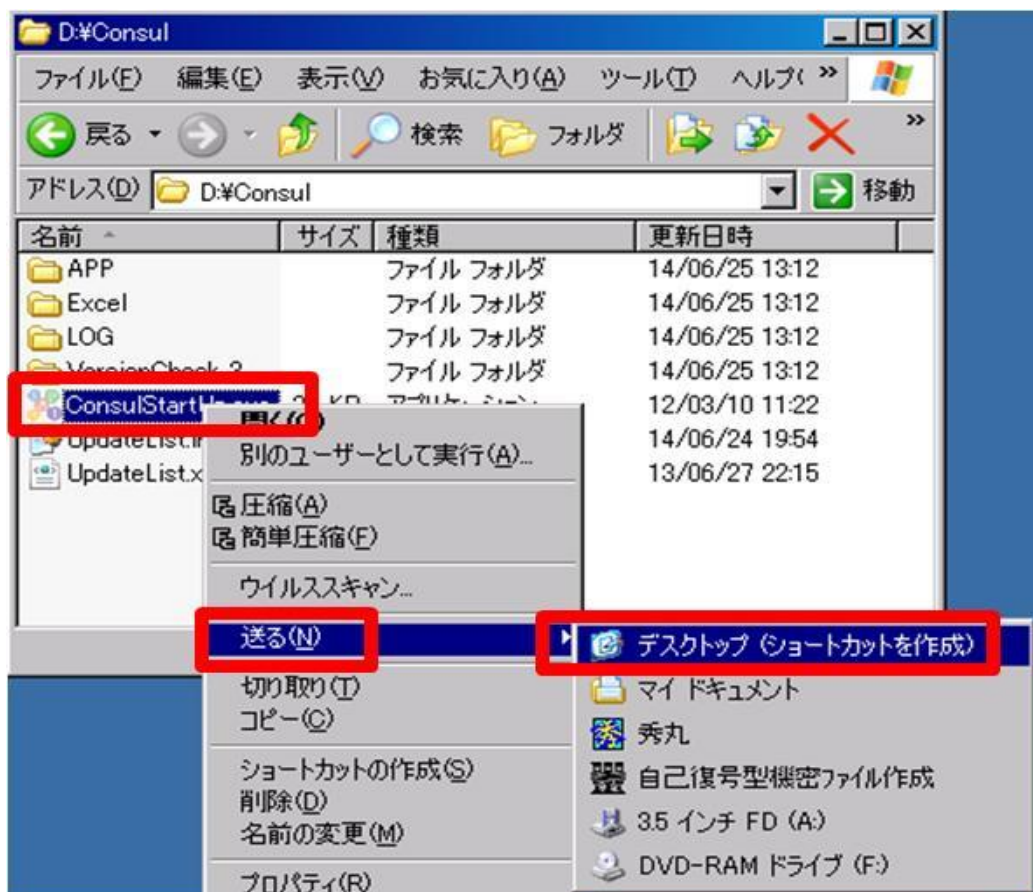 D:¥Consul
ファイル(F) 編集(E) 表示(V) お気に入り(A) ツール(T) ヘルプ( »
戻る 検索 フォルダ »
アドレス(D) D:¥Consul 移動
名前 サイズ 種類 更新日時
APP ファイル フォルダ 14/06/25 13:12
Excel ファイル フォルダ 14/06/25 13:12
LOG ファイル フォルダ 14/06/25 13:12
ファイル フォルダ 14/06/25 13:12
12/03/10 11:22
14/06/24 19:54
UpdateList.x 13/06/27 22:15
開く(O)
別のユーザーとして実行(A)...
圧縮(A)
簡単圧縮(F)
ウイルススキャン...
送る(N)
切り取り(T)
コピー(C)
ショートカットの作成(S)
削除(D)
名前の変更(M)
プロパティ(R)
デスクトップ (ショートカットを作成)
マイ ドキュメント
秀丸
自己復号型機密ファイル作成
3.5 インチ FD (A:)
DVD-RAM ドライブ (F:)